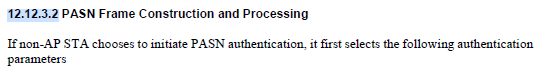 12.12.3.2 PASN Frame Construction and Processing
If non-AP STA chooses to initiate PASN authentication, it first selects the following authentication
parameters